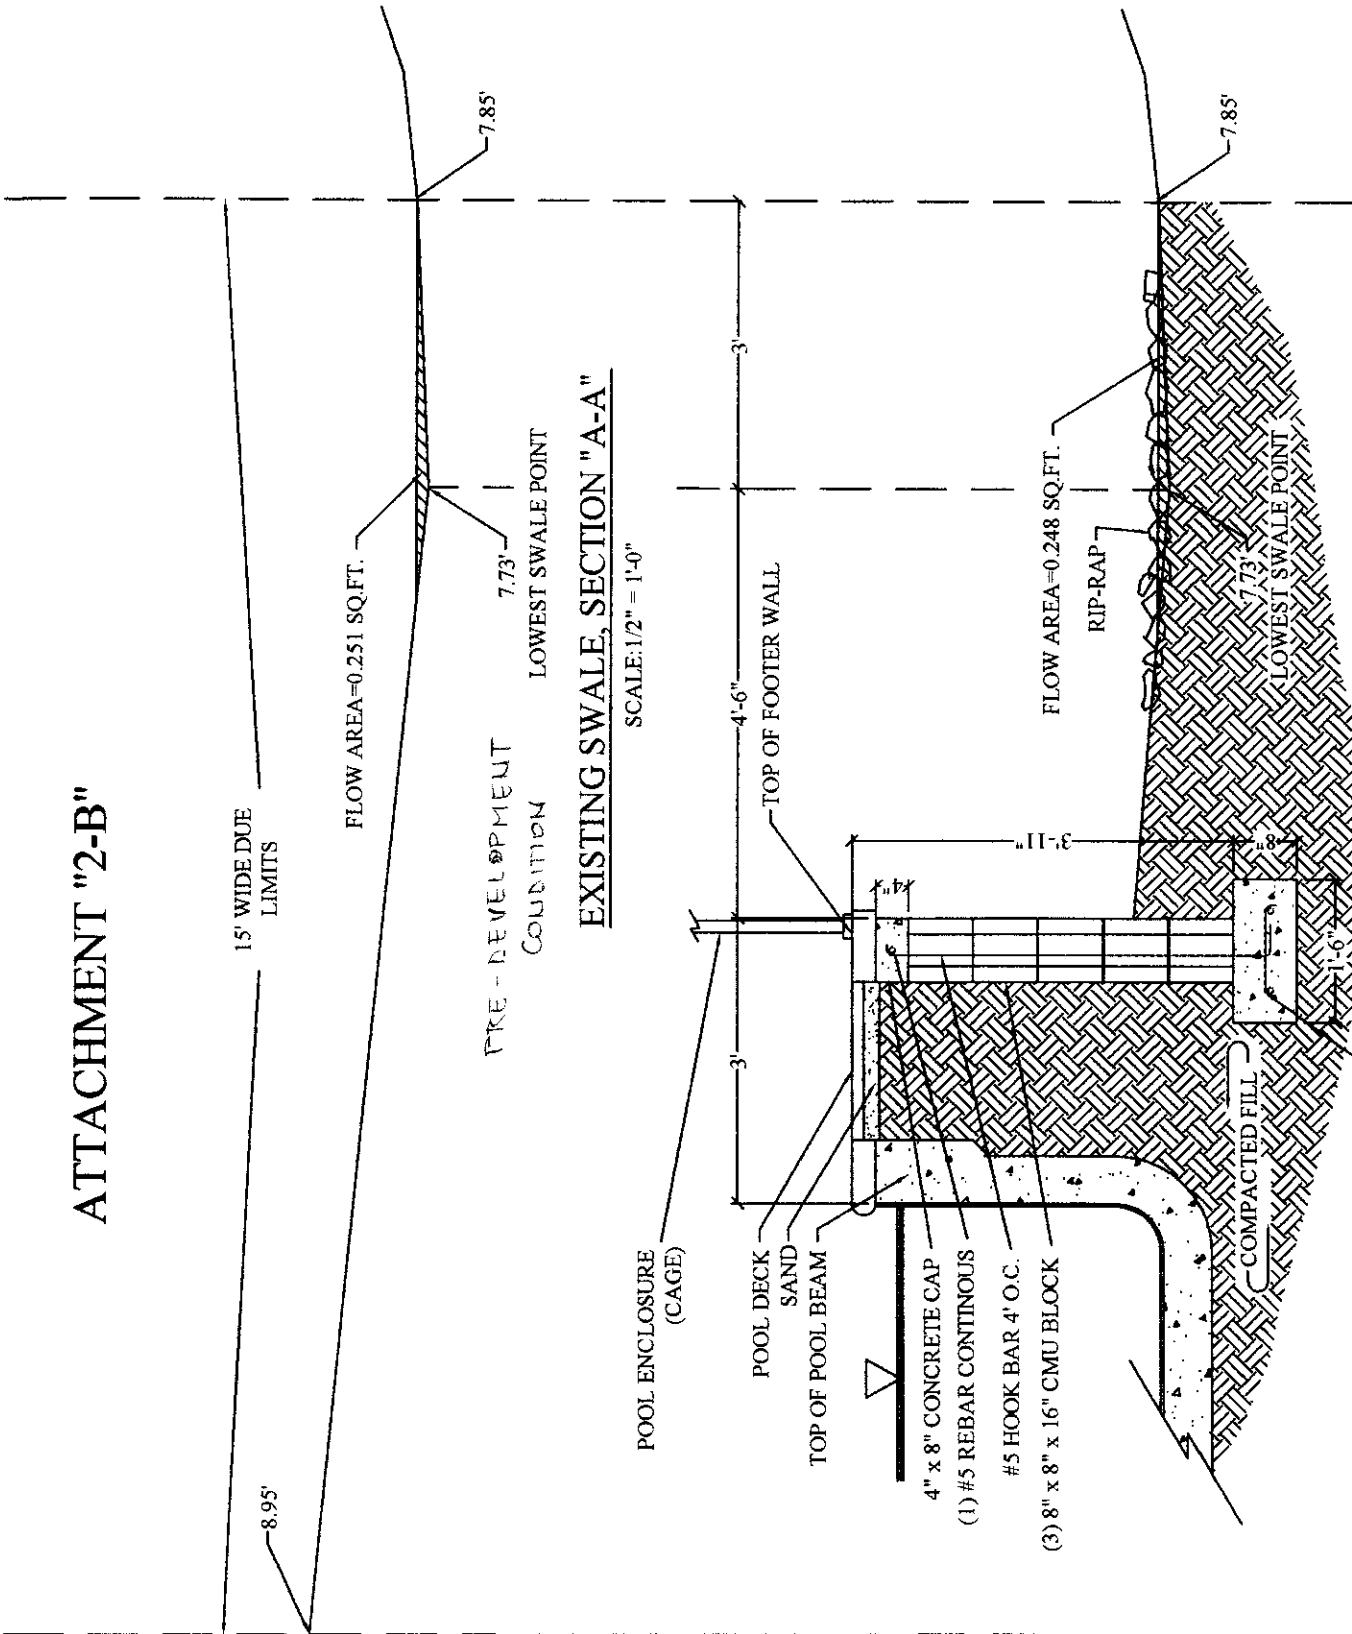 ATTACHMENT "2-B"
15' WIDE DUE
LIMITS
8.95'
7.85'
FLOW AREA=0.251 SQ.FT.
7.73'
LOWEST SWALE POINT
PRE-DEVELOPMENT
CONDITION
EXISTING SWALE, SECTION "A-A"
SCALE:1/2" = 1'-0"
3'
4'-6"
3'
POOL ENCLOSURE
(CAGE)
TOP OF FOOTER WALL
POOL DECK
SAND
TOP OF POOL BEAM
4" x 8" CONCRETE CAP
(1) #5 REBAR CONTINOUS
#5 HOOK BAR 4' O.C.
(3) 8" x 8" x 16" CMU BLOCK
4"
3'-11"
8"
1'-6"
COMPACTED FILL
FLOW AREA=0.248 SQ.FT.
RIP-RAP
7.73'
LOWEST SWALE POINT
7.85'